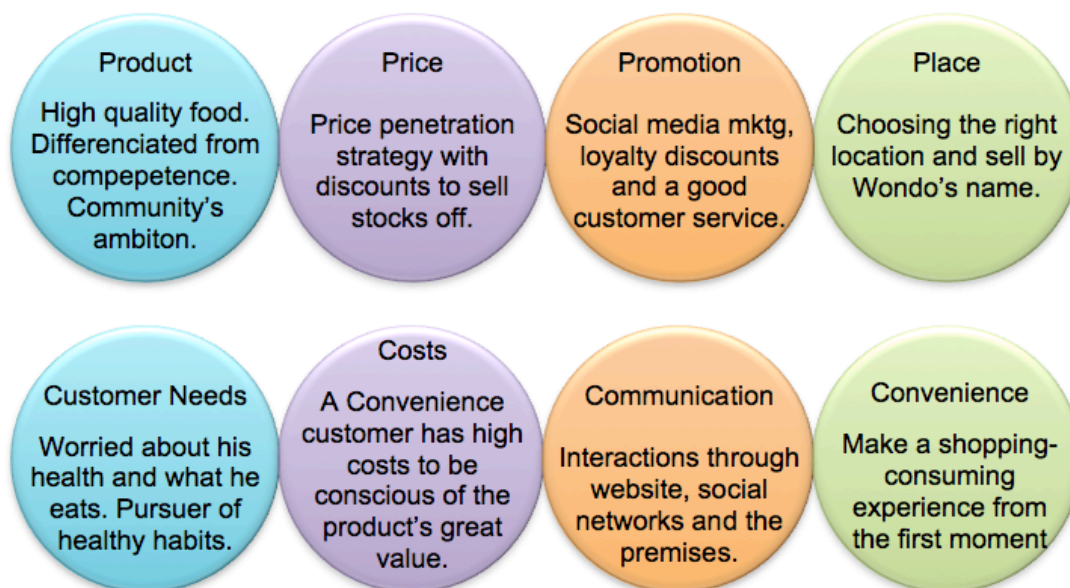 Product
High quality food.
Differenciated from
compepetence.
Community's
ambiton.
Price
Price penetration
strategy with
discounts to sell
stocks off.
Promotion
Social media mktg,
loyalty discounts
and a good
customer service.
Place
Choosing the right
location and sell by
Wondo's name.
Customer Needs
Worried about his
health and what he
eats. Pursuer of
healthy habits.
Costs
A Convenience
customer has high
costs to be
conscious of the
product's great
value.
Communication
Interactions through
website, social
networks and the
premises.
Convenience
Make a shopping-
consuming
experience from
the first moment